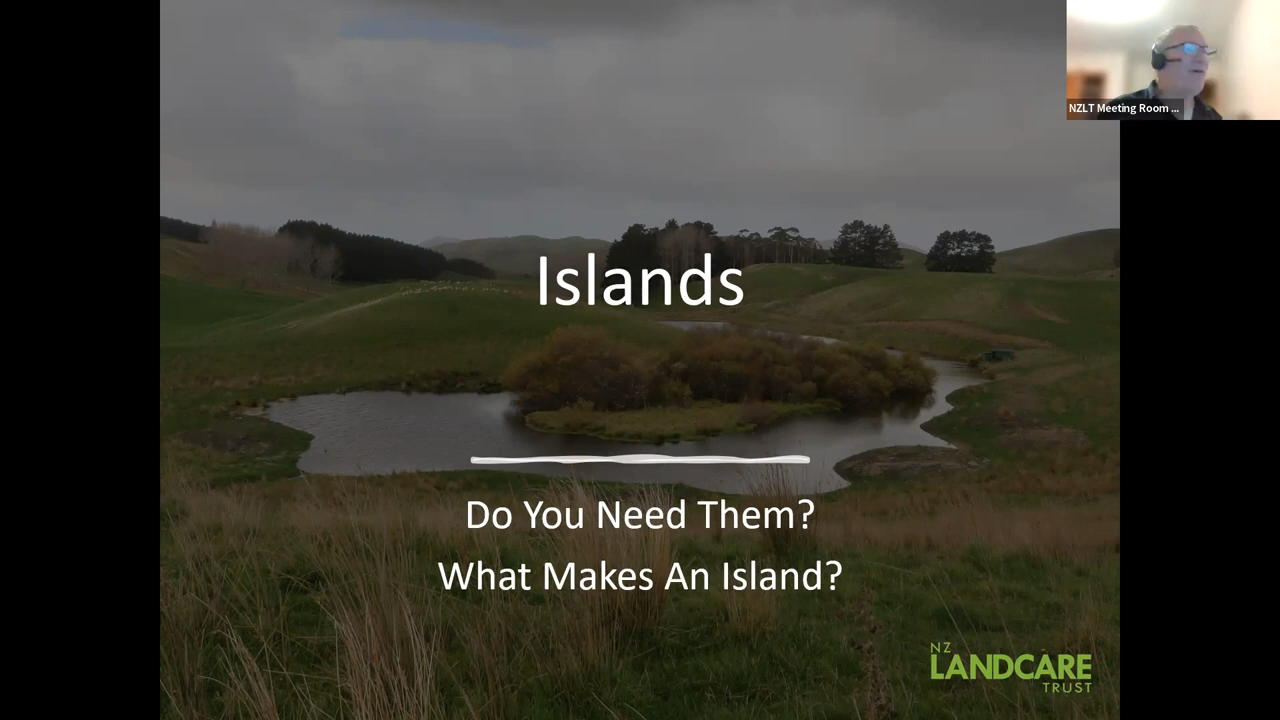 NZLT Meeting Room ...
Islands
Do You Need Them?
What Makes An Island?
NZ
LANDCARE
TRUST